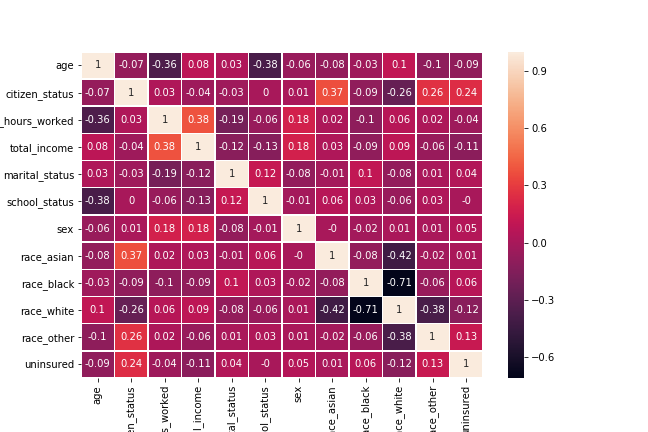 age 1 -0.07 -0.36 0.08 0.03 -0.38 -0.06 -0.08 -0.03 0.1 -0.1 -0.09
citizen_status -0.07 1 0.03 -0.04 -0.03 0 0.01 0.37 -0.09 -0.26 0.26 0.24
_hours_worked -0.36 0.03 1 0.38 -0.19 -0.06 0.18 0.02 -0.1 0.06 0.02 -0.04
total_income 0.08 -0.04 0.38 1 -0.12 -0.13 0.18 0.03 -0.09 0.09 -0.06 -0.11
marital_status 0.03 -0.03 -0.19 -0.12 1 0.12 -0.08 -0.01 0.1 -0.08 0.01 0.04
school_status -0.38 0 -0.06 -0.13 0.12 1 -0.01 0.06 0.03 -0.06 0.03 -0
sex -0.06 0.01 0.18 0.18 -0.08 -0.01 1 -0 -0.02 0.01 0.01 0.05
race_asian -0.08 0.37 0.02 0.03 -0.01 0.06 -0 1 -0.08 -0.42 -0.02 0.01
race_black -0.03 -0.09 -0.1 -0.09 0.1 0.03 -0.02 -0.08 1 -0.71 -0.06 0.06
race_white 0.1 -0.26 0.06 0.09 -0.08 -0.06 0.01 -0.42 -0.71 1 -0.38 -0.12
race_other -0.1 0.26 0.02 -0.06 0.01 0.03 0.01 -0.02 -0.06 -0.38 1 0.13
uninsured -0.09 0.24 -0.04 -0.11 0.04 -0 0.05 0.01 0.06 -0.12 0.13 1
age
en_status
s_worked
l_income
tal_status
ool_status
sex
ace_asian
ace_black
ace_white
ace_other
uninsured
0.9
0.6
0.3
0.0
-0.3
-0.6